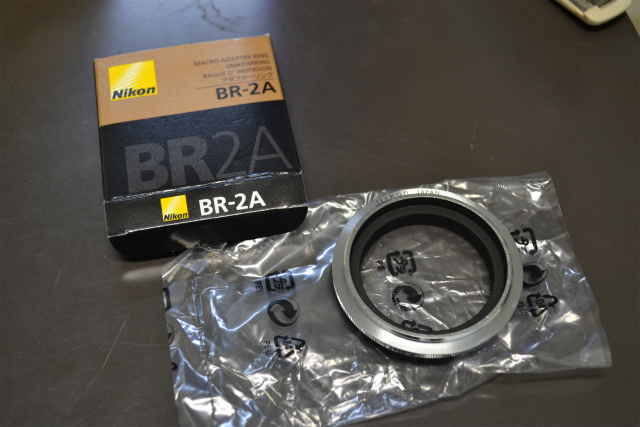 Nikon
MACRO ADAPTER RING
UMKEHRRING
BAGUE D' INVERSION
アダプターリング
BR-2A
BR2A
Nikon
BR-2A
JAPAN